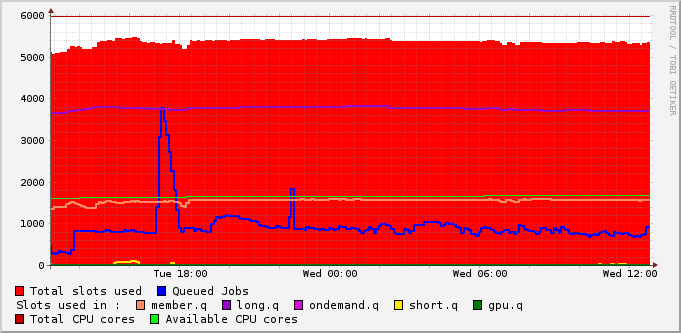 6000
5000
4000
3000
2000
1000
0
Tue 18:00 Wed 00:00 Wed 06:00 Wed 12:00
Total slots used Queued Jobs
Slots used in : member.q long.q ondemand.q short.q gpu.q
Total CPU cores Available CPU cores
RRDTOOL / TOBI OETIKER